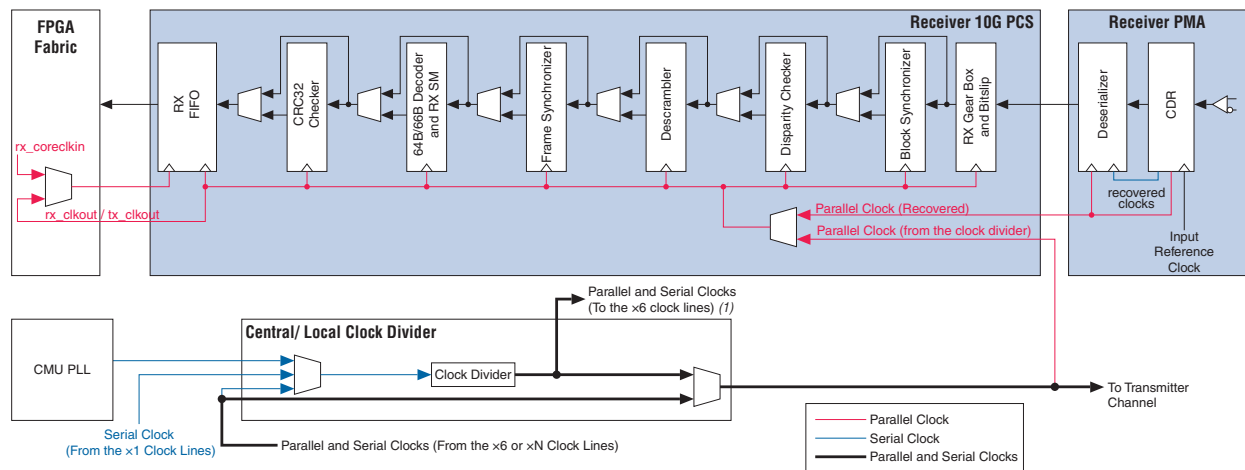 FPGA
Fabric
Receiver 10G PCS
Receiver PMA
RX
FIFO
CRC32
Checker
64B/66B Decoder
and RX SM
Frame Synchronizer
Descrambler
Disparity Checker
Block Synchronizer
RX Gear Box
and Bitslip
Deserializer
CDR
rx_coreclkin
rx_clkout / tx_clkout
recovered
clocks
Parallel Clock (Recovered)
Parallel Clock (from the clock divider)
Input
Reference
Clock
Parallel and Serial Clocks
(To the ×6 clock lines) (1)
Central/ Local Clock Divider
CMU PLL
Clock Divider
To Transmitter
Channel
Serial Clock
(From the ×1 Clock Lines)
Parallel and Serial Clocks (From the ×6 or ×N Clock Lines)
Parallel Clock
Serial Clock
Parallel and Serial Clocks